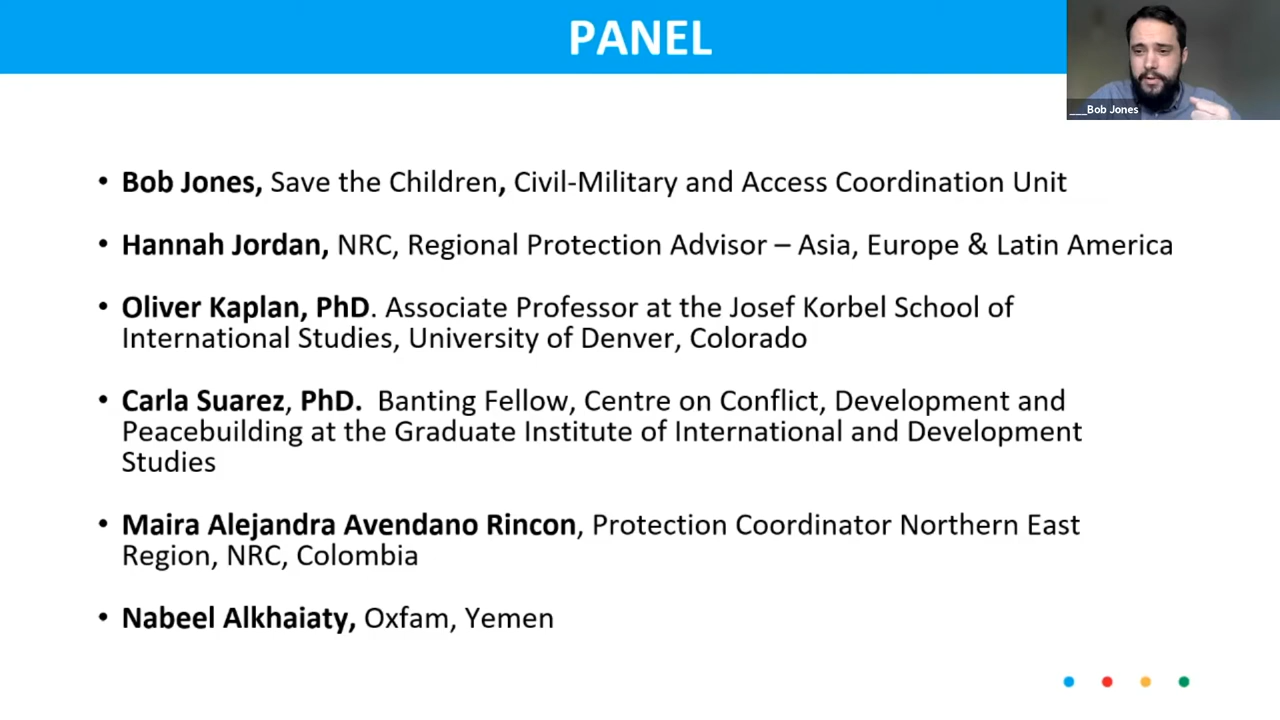 PANEL
___Bob Jones
• Bob Jones, Save the Children, Civil-Military and Access Coordination Unit
• Hannah Jordan, NRC, Regional Protection Advisor – Asia, Europe & Latin America
• Oliver Kaplan, PhD. Associate Professor at the Josef Korbel School of
International Studies, University of Denver, Colorado
• Carla Suarez, PhD.  Banting Fellow, Centre on Conflict, Development and
Peacebuilding at the Graduate Institute of International and Development
Studies
• Maira Alejandra Avendano Rincon, Protection Coordinator Northern East
Region, NRC, Colombia
• Nabeel Alkhaiaty, Oxfam, Yemen